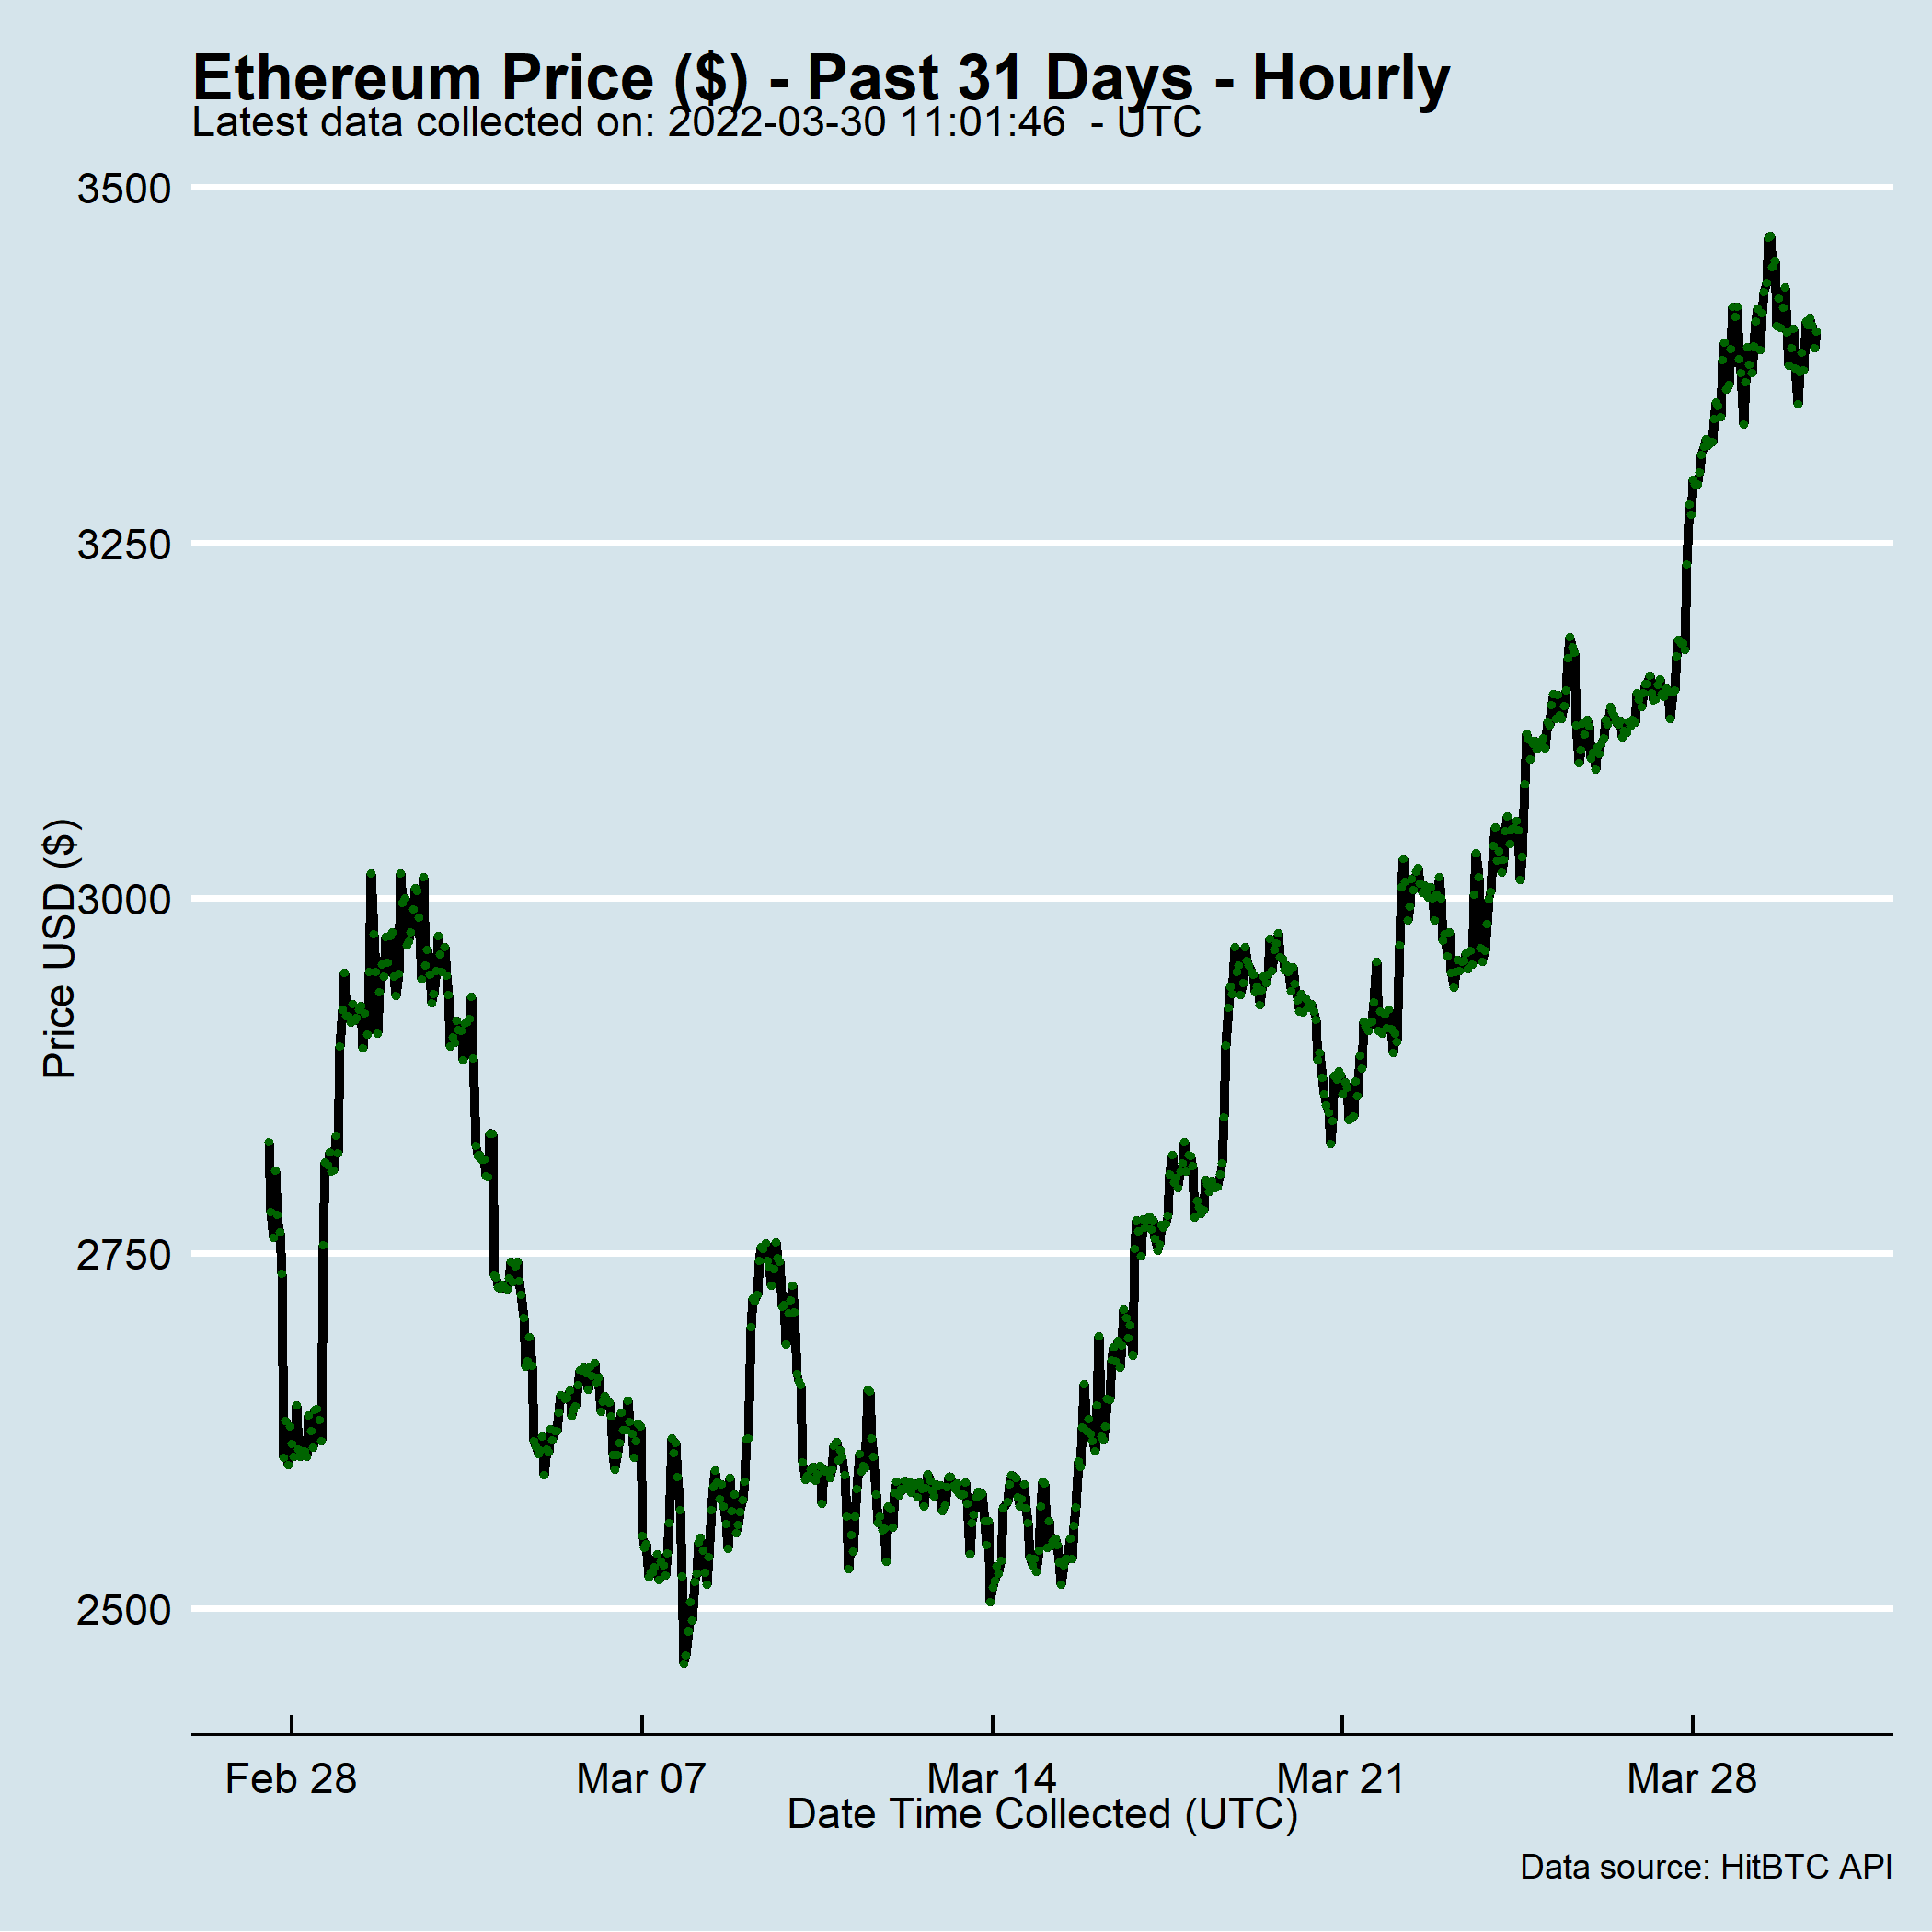 Ethereum Price ($) - Past 31 Days - Hourly
Latest data collected on: 2022-03-30 11:01:46  - UTC
3500
3250
3000
2750
2500
Price USD ($)
Feb 28 Mar 07 Mar 14 Mar 21 Mar 28
Date Time Collected (UTC)
Data source: HitBTC API